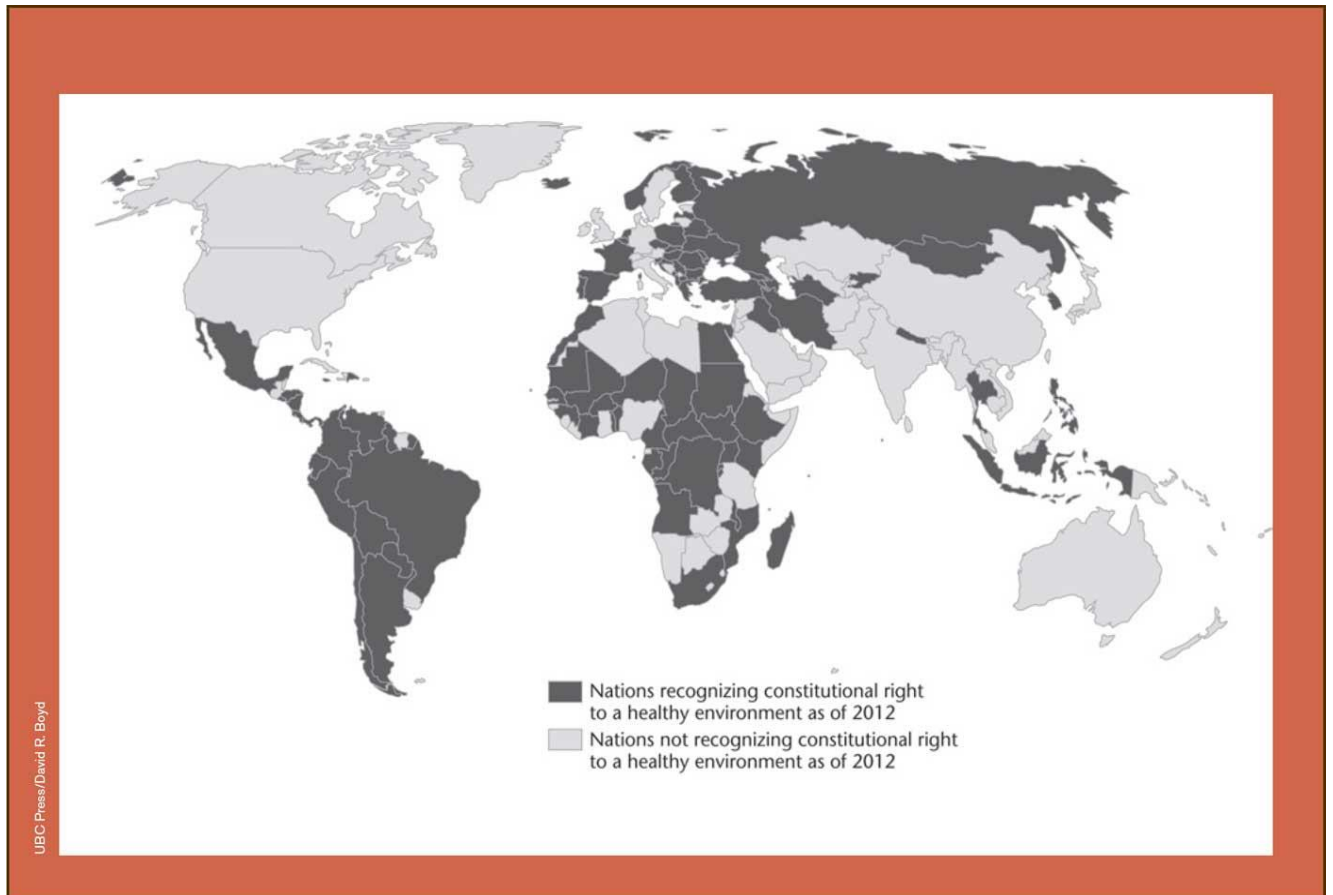 Nations recognizing constitutional right
to a healthy environment as of 2012
Nations not recognizing constitutional right
to a healthy environment as of 2012
UBC Press/David R. Boyd